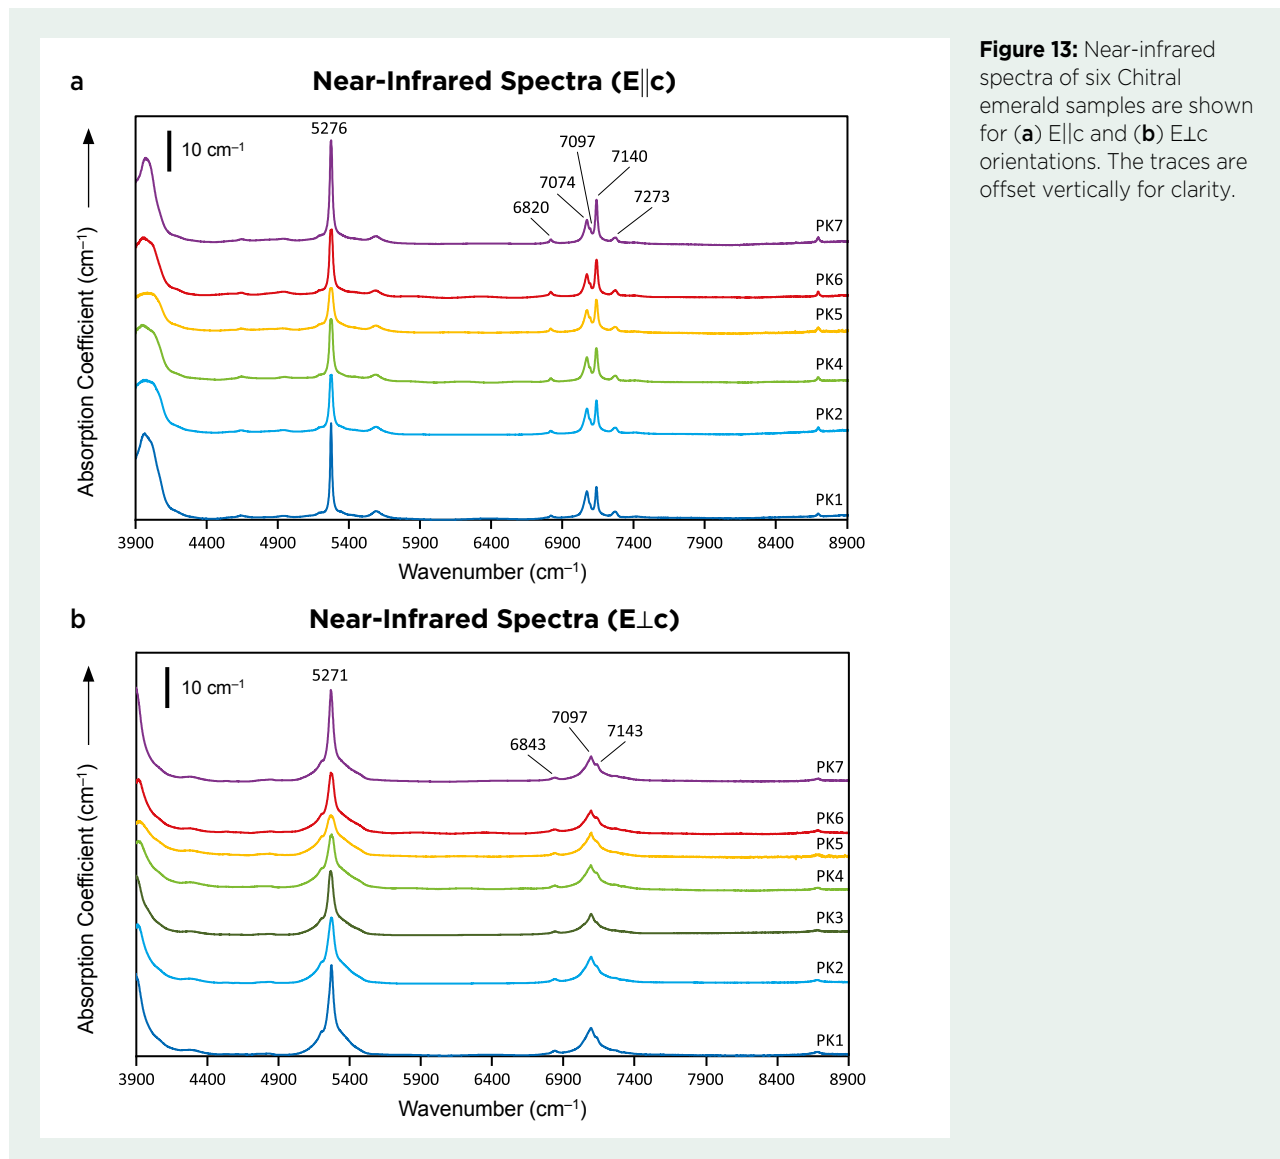 a
Near-Infrared Spectra (E||c)
10 cm⁻¹
5276
7097
7140
7074
7273
6820
PK7
PK6
PK5
PK4
PK2
PK1
Absorption Coefficient (cm⁻¹)
3900 4400 4900 5400 5900 6400 6900 7400 7900 8400 8900
Wavenumber (cm⁻¹)
b
Near-Infrared Spectra (E⊥c)
10 cm⁻¹
5271
7097
7143
6843
PK7
PK6
PK5
PK4
PK3
PK2
PK1
Absorption Coefficient (cm⁻¹)
3900 4400 4900 5400 5900 6400 6900 7400 7900 8400 8900
Wavenumber (cm⁻¹)
Figure 13: Near-infrared
spectra of six Chitral
emerald samples are shown
for (a) E||c and (b) E⊥c
orientations. The traces are
offset vertically for clarity.